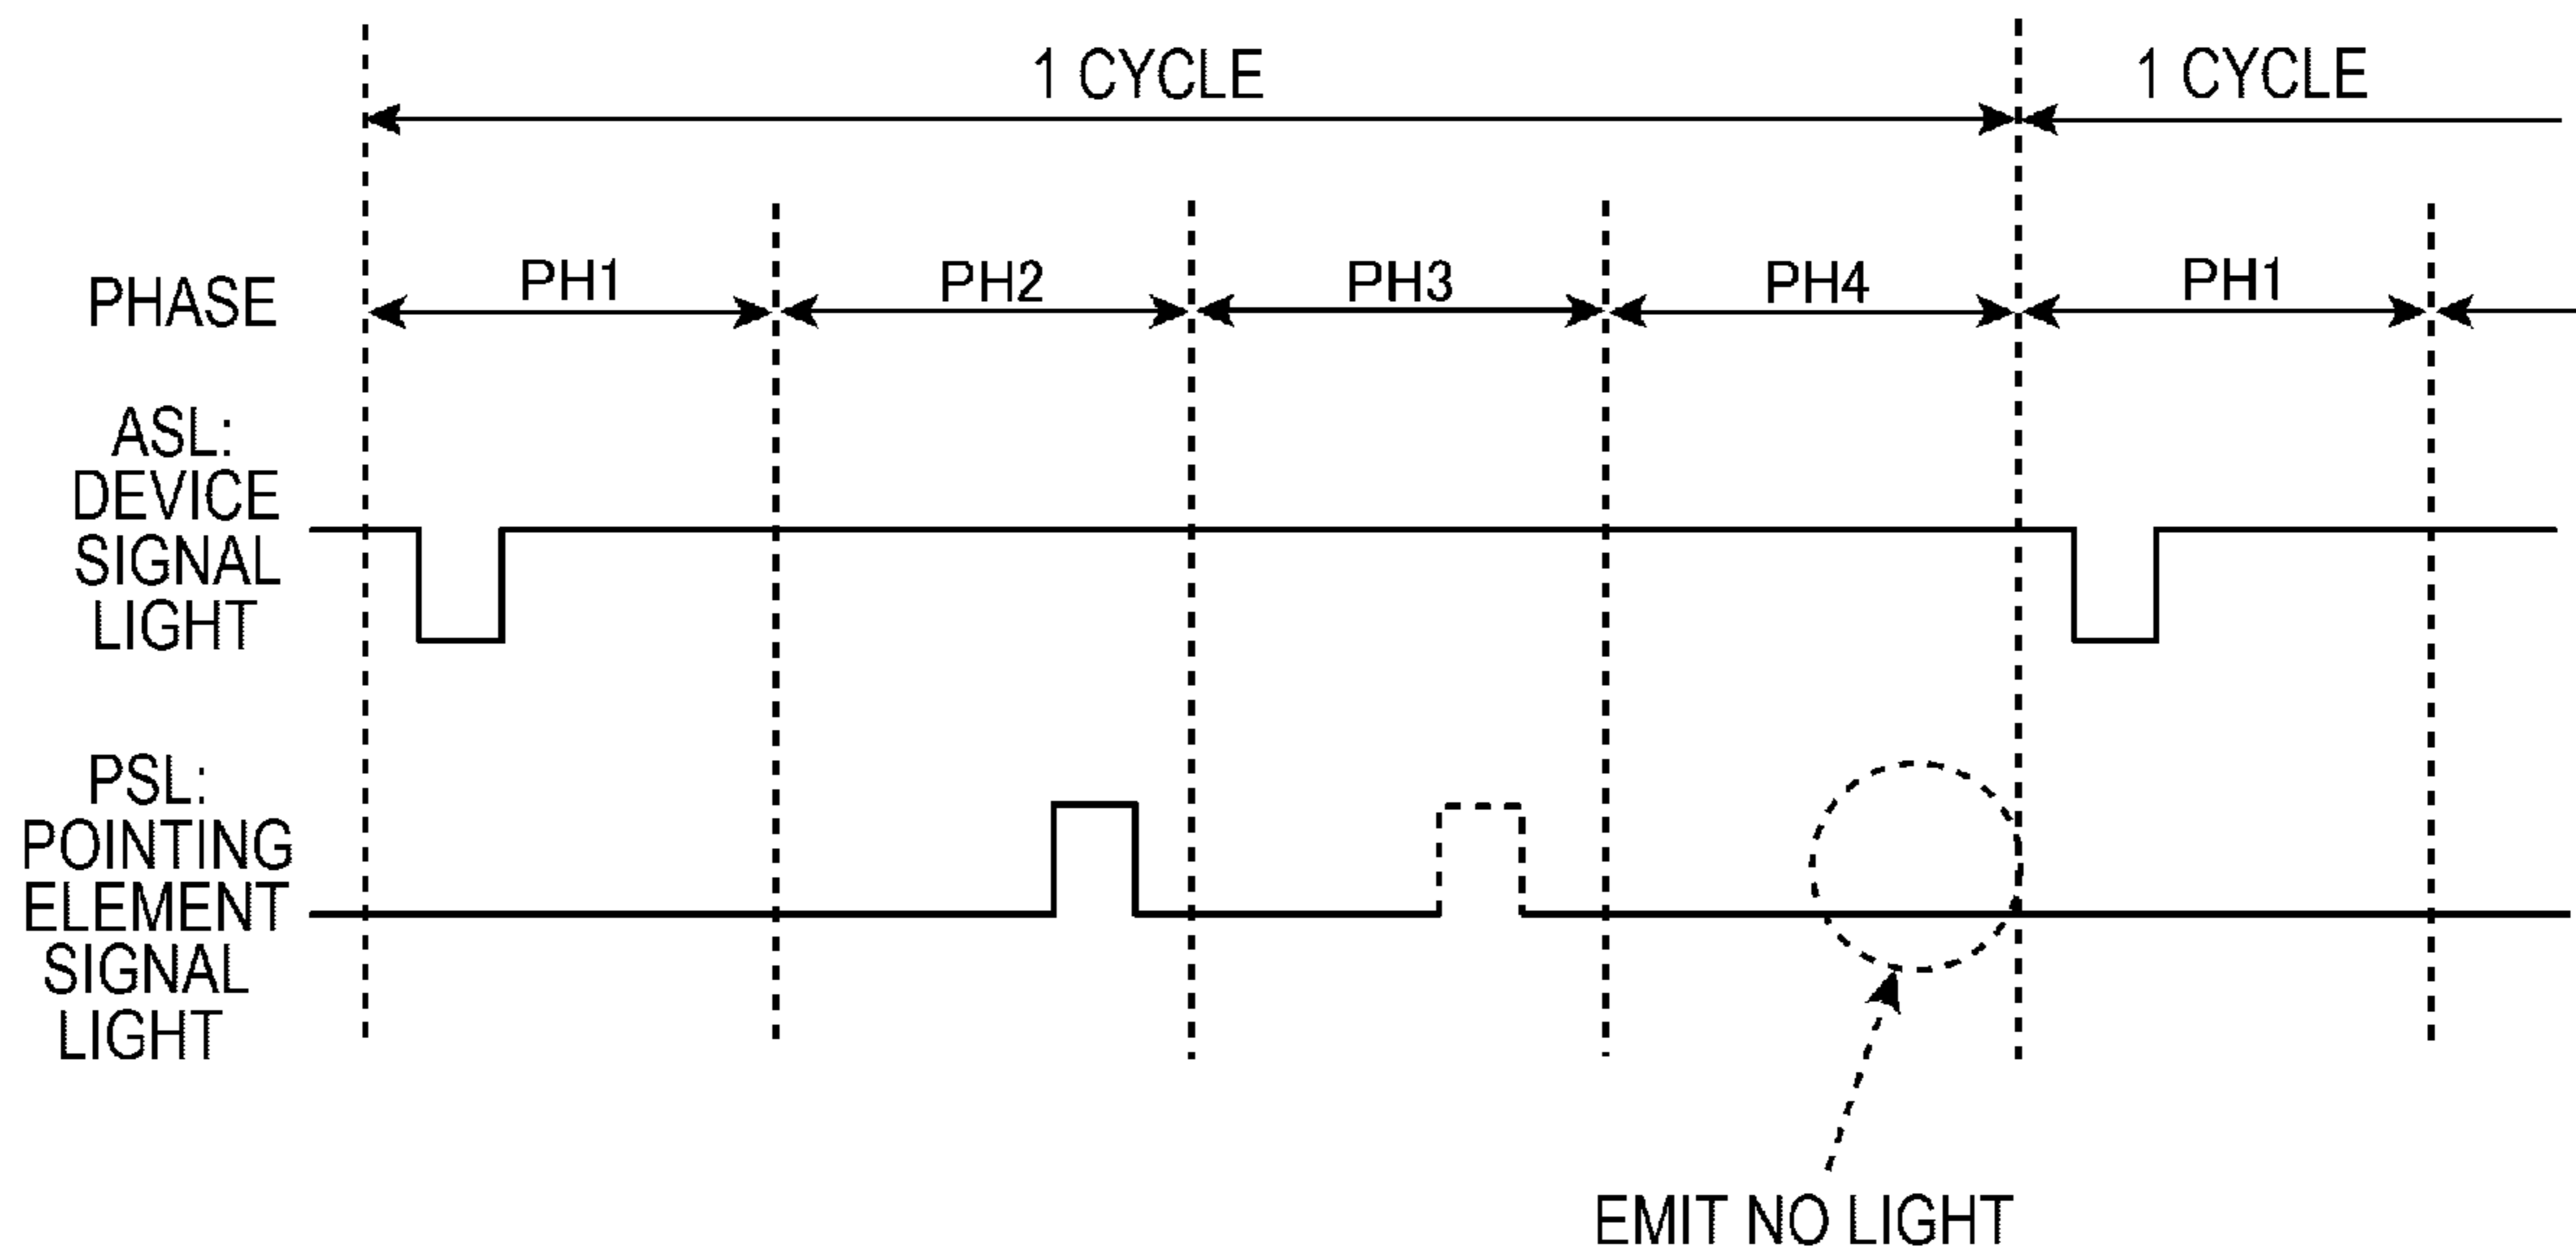 1 CYCLE
1 CYCLE
PHASE
PH1
PH2
PH3
PH4
PH1
ASL:
DEVICE
SIGNAL
LIGHT
PSL:
POINTING
ELEMENT
SIGNAL
LIGHT
EMIT NO LIGHT